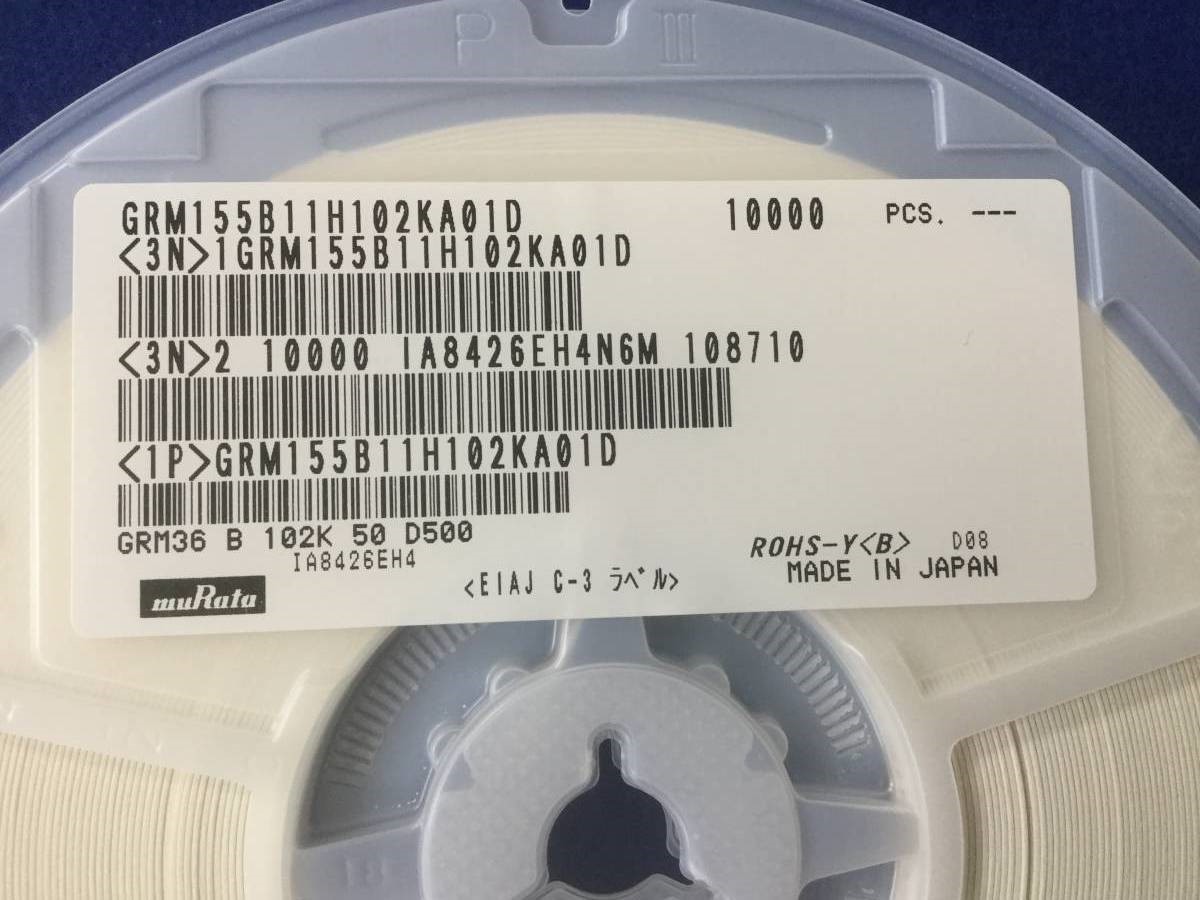 P III
GRM155B11H102KA01D 10000 PCS. ---
<3N>1GRM155B11H102KA01D
<3N>2 10000 IA8426EH4N6M 108710
<1P>GRM155B11H102KA01D
GRM36 B 102K 50 D500
IA8426EH4
ROHS-Y<B> D08
MADE IN JAPAN
muRata
<EIAJ C-3 ラベル>